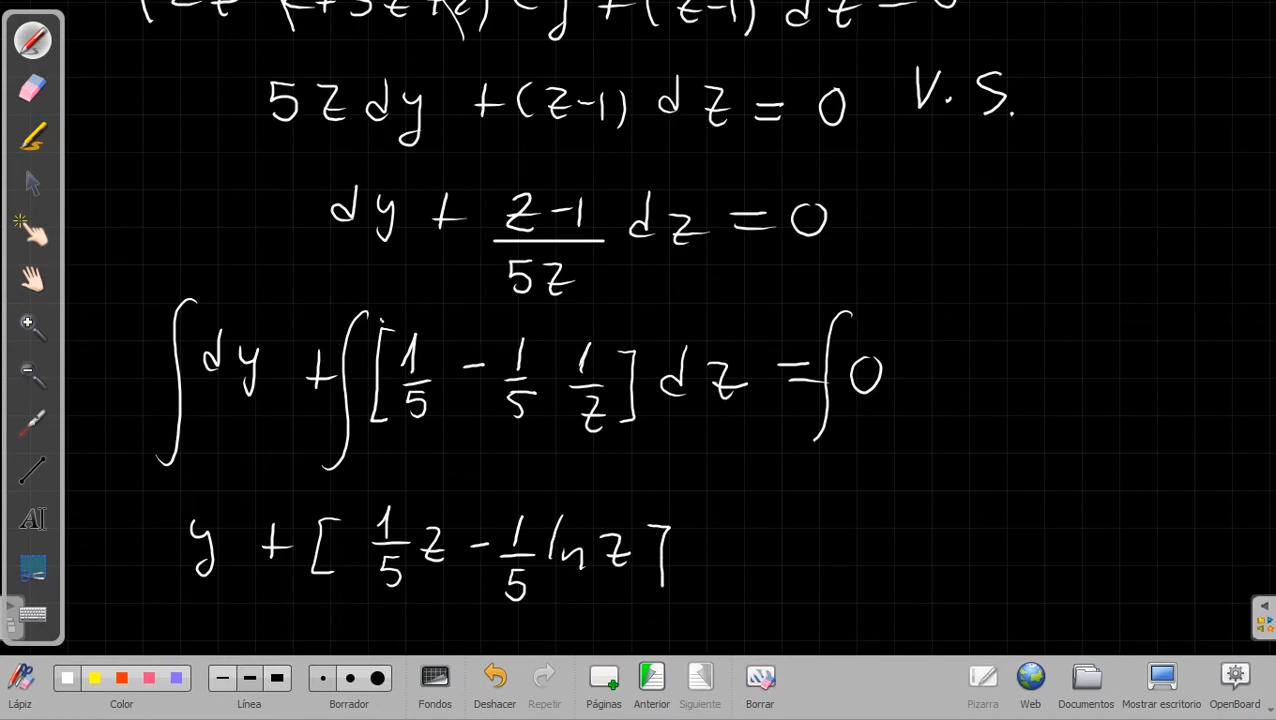 5z dy + (z-1) dz = 0 V.S.
dy + (z-1)/(5z) dz = 0
∫dy + ∫[1/5 - 1/5 1/z] dz = ∫0
y + [1/5 z - 1/5 ln z]
Lápiz Color Línea Borrador Fondos Deshacer Repetir Páginas Anterior Siguiente Borrar Pizarra Web Documentos Mostrar escritorio OpenBoard